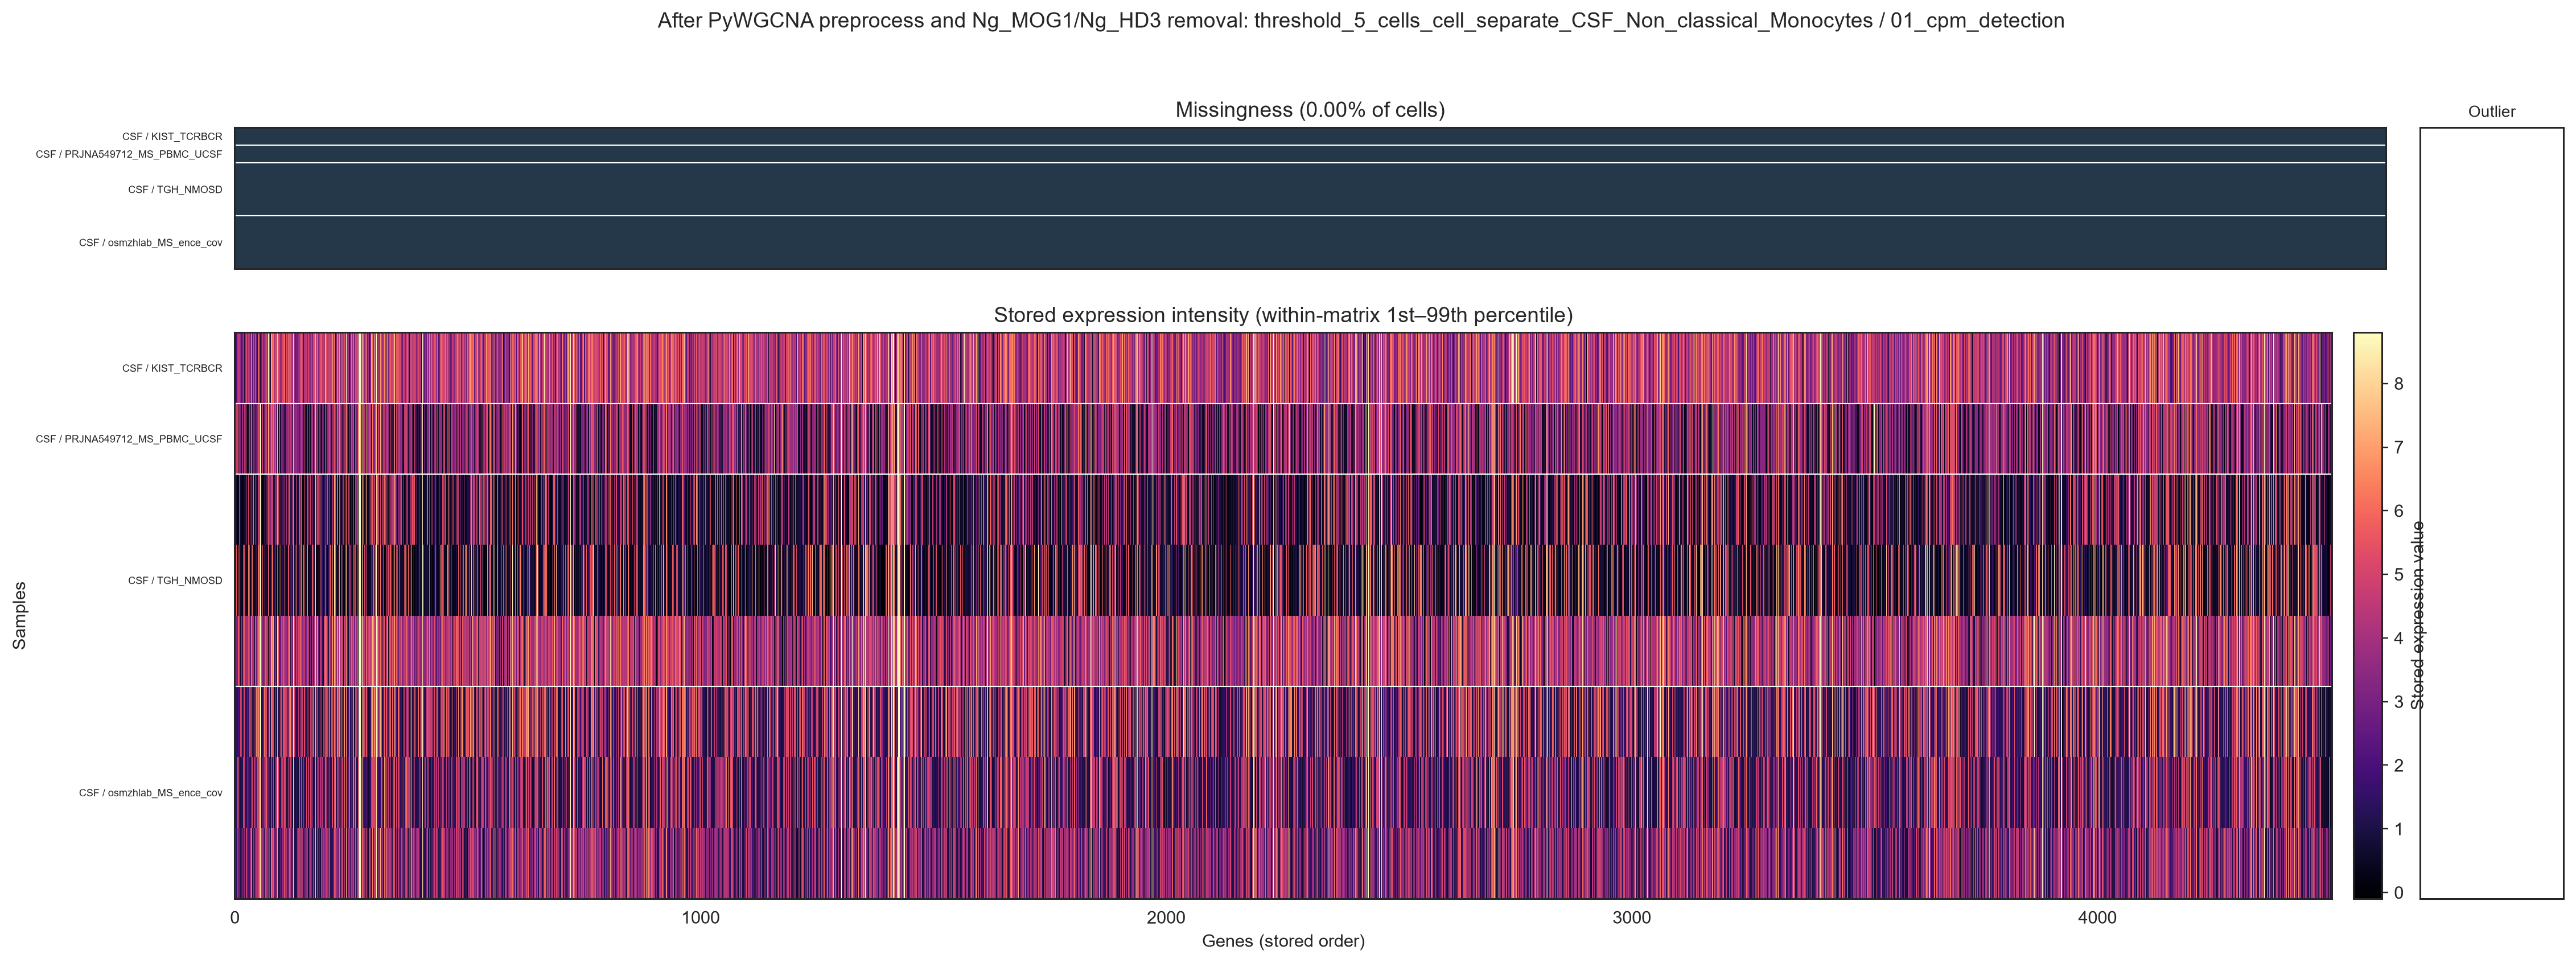 After PyWGCNA preprocess and Ng_MOG1/Ng_HD3 removal: threshold_5_cells_cell_separate_CSF_Non_classical_Monocytes / 01_cpm_detection
Missingness (0.00% of cells)
Outlier
CSF / KIST_TCRBCR
CSF / PRJNA549712_MS_PBMC_UCSF
CSF / TGH_NMOSD
CSF / osmzhlab_MS_ence_cov
Stored expression intensity (within-matrix 1st–99th percentile)
CSF / KIST_TCRBCR
CSF / PRJNA549712_MS_PBMC_UCSF
CSF / TGH_NMOSD
CSF / osmzhlab_MS_ence_cov
Samples
0 1000 2000 3000 4000
Genes (stored order)
8
7
6
5
4
3
2
1
0
Stored expression value